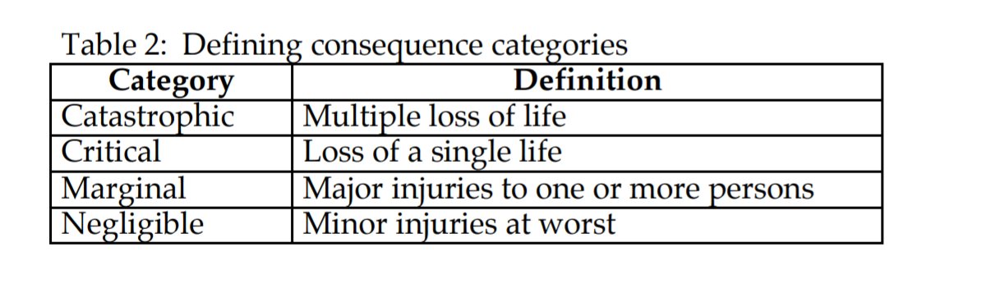 Table 2: Defining consequence categories
Category Definition
Catastrophic Multiple loss of life
Critical Loss of a single life
Marginal Major injuries to one or more persons
Negligible Minor injuries at worst